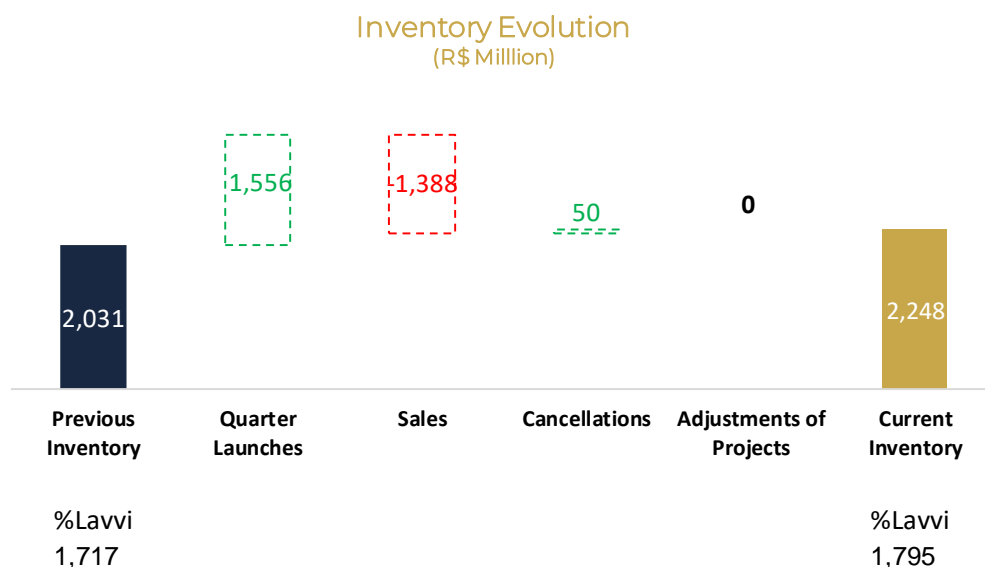 Inventory Evolution
(R$ Milllion)
1,556
-1,388
50
0
2,031
2,248
Previous
Inventory
Quarter
Launches
Sales
Cancellations
Adjustments of
Projects
Current
Inventory
%Lavvi
1,717
%Lavvi
1,795